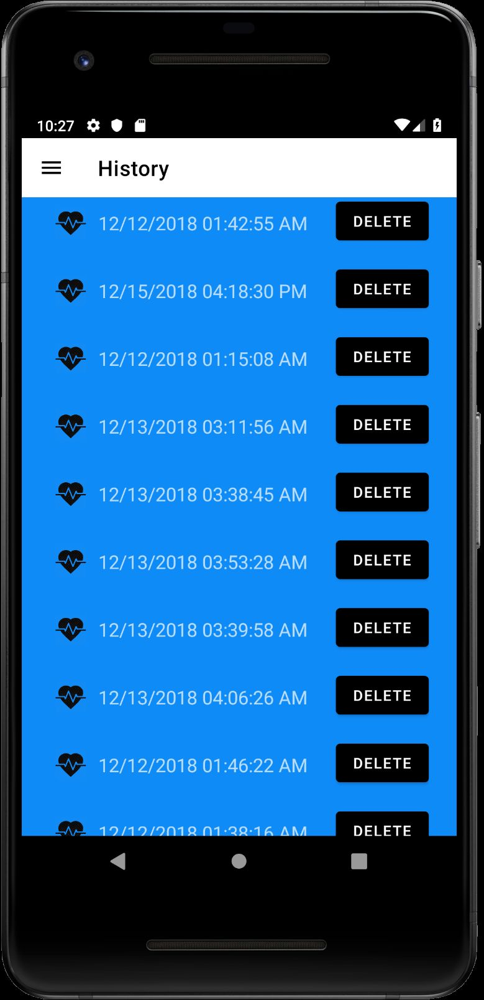 10:27
History
12/12/2018 01:42:55 AM DELETE
12/15/2018 04:18:30 PM DELETE
12/12/2018 01:15:08 AM DELETE
12/13/2018 03:11:56 AM DELETE
12/13/2018 03:38:45 AM DELETE
12/13/2018 03:53:28 AM DELETE
12/13/2018 03:39:58 AM DELETE
12/13/2018 04:06:26 AM DELETE
12/12/2018 01:46:22 AM DELETE
12/12/2018 01:38:16 AM DELETE